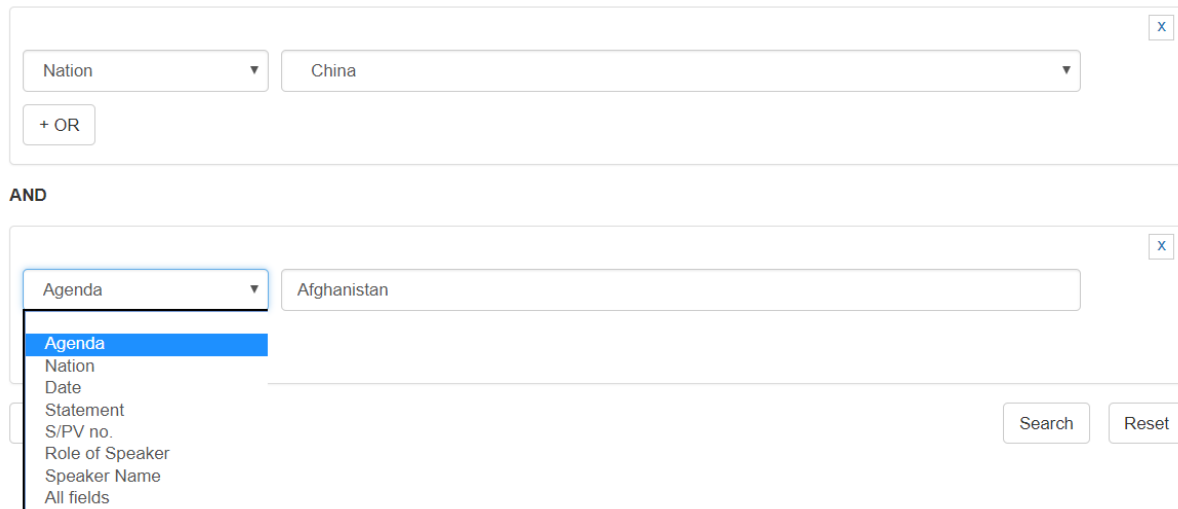 X
Nation ▼ China ▼
+ OR
AND
X
Agenda ▼ Afghanistan
Agenda
Nation
Date
Statement
S/PV no.
Role of Speaker
Speaker Name
All fields
Search Reset